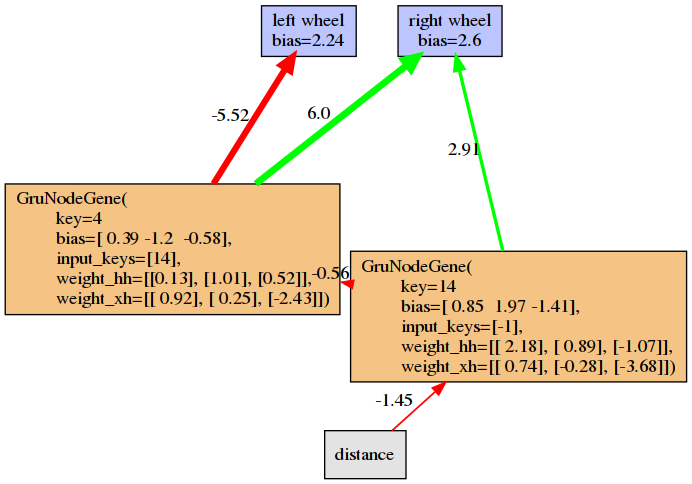 left wheel
bias=2.24
right wheel
bias=2.6
-5.52
6.0
2.91
GruNodeGene(
key=4
bias=[ 0.39 -1.2  -0.58],
input_keys=[14],
weight_hh=[[0.13], [1.01], [0.52]],
weight_xh=[[ 0.92], [ 0.25], [-2.43]])
-0.56
GruNodeGene(
key=14
bias=[ 0.85  1.97 -1.41],
input_keys=[-1],
weight_hh=[[ 2.18], [ 0.89], [-1.07]],
weight_xh=[[ 0.74], [-0.28], [-3.68]])
-1.45
distance